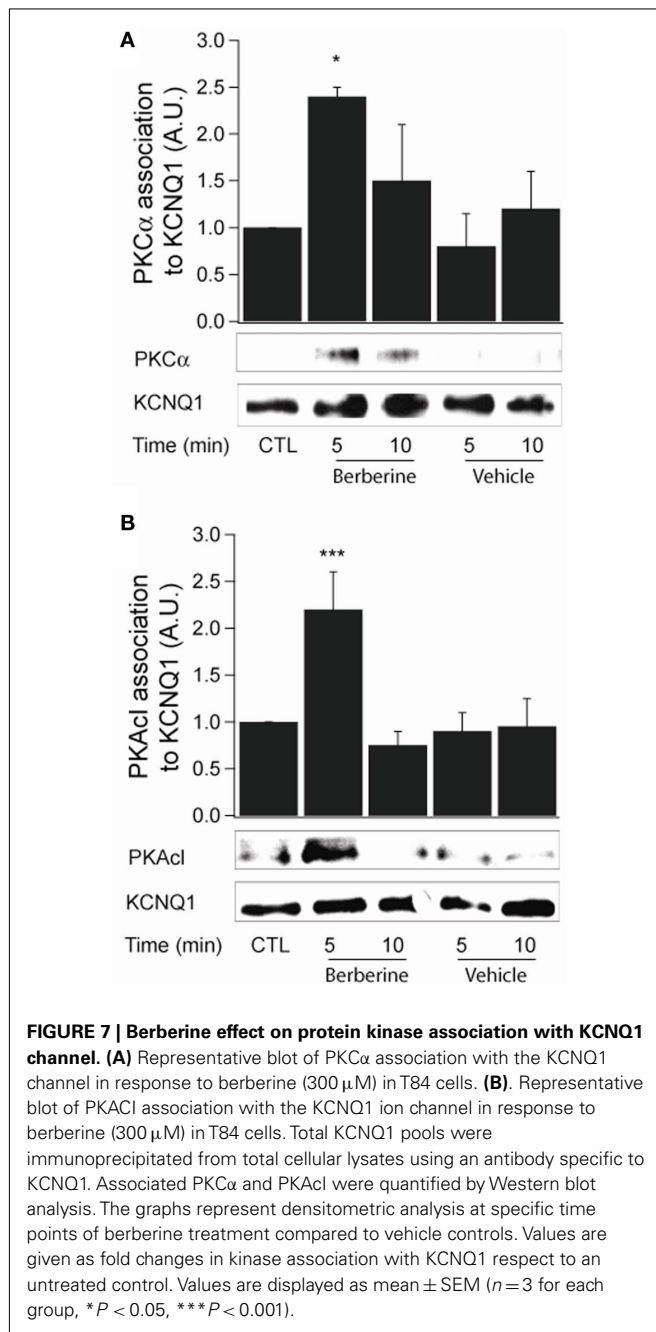 A
PKCα association
to KCNQ1 (A.U.)
3.0
2.5
2.0
1.5
1.0
0.5
0.0
*
PKCα
KCNQ1
Time (min) CTL 5 10 5 10
Berberine Vehicle
B
PKAcI association
to KCNQ1 (A.U.)
3.0
2.5
2.0
1.5
1.0
0.5
0.0
***
PKAcI
KCNQ1
Time (min) CTL 5 10 5 10
Berberine Vehicle
FIGURE 7 | Berberine effect on protein kinase association with KCNQ1
channel. (A) Representative blot of PKCα association with the KCNQ1
channel in response to berberine (300 μM) in T84 cells. (B). Representative
blot of PKACI association with the KCNQ1 ion channel in response to
berberine (300 μM) in T84 cells. Total KCNQ1 pools were
immunoprecipitated from total cellular lysates using an antibody specific to
KCNQ1. Associated PKCα and PKAcI were quantified by Western blot
analysis. The graphs represent densitometric analysis at specific time
points of berberine treatment compared to vehicle controls. Values are
given as fold changes in kinase association with KCNQ1 respect to an
untreated control. Values are displayed as mean ± SEM (n = 3 for each
group, *P < 0.05, ***P < 0.001).